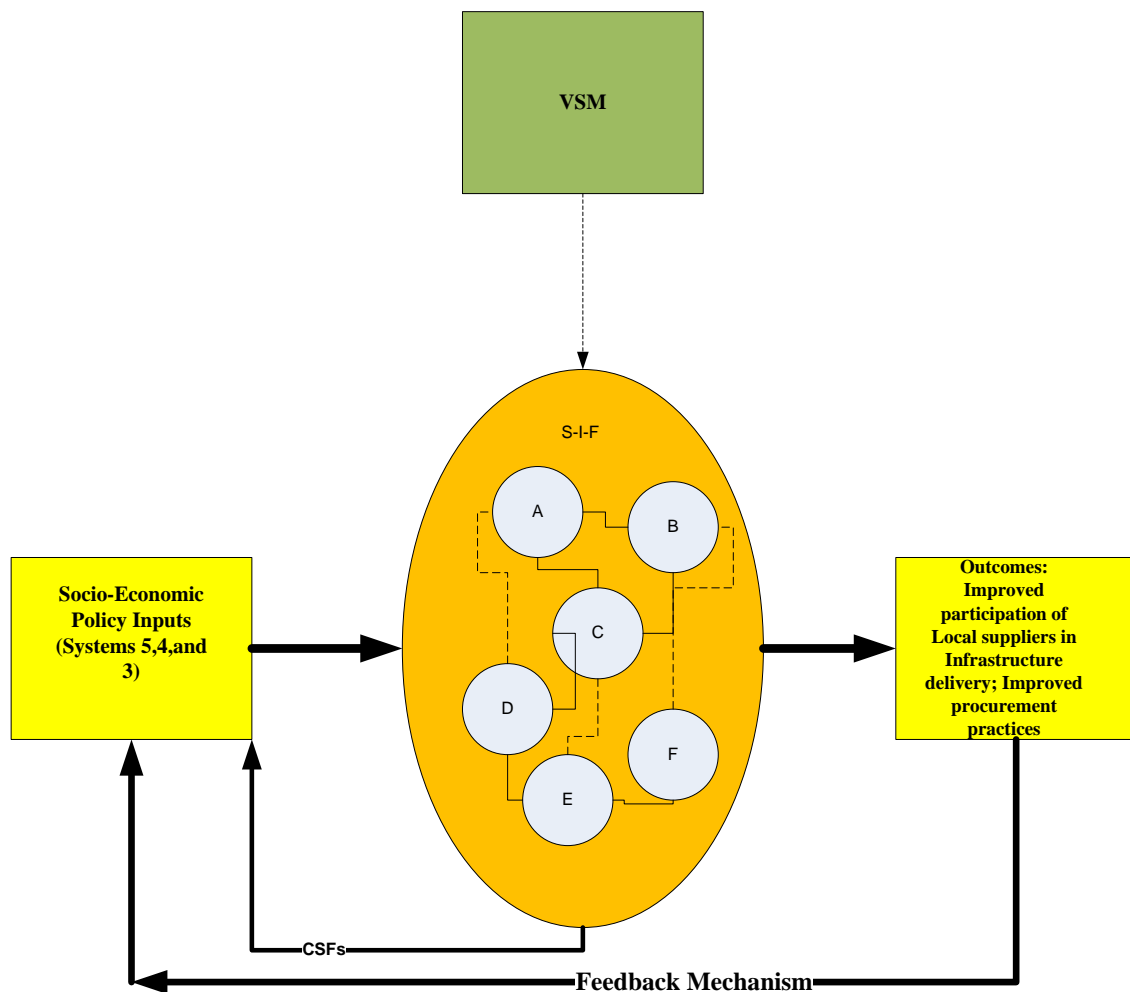 VSM
S-I-F
A
B
C
D
E
F
Socio-Economic
Policy Inputs
(Systems 5,4,and
3)
Outcomes:
Improved
participation of
Local suppliers in
Infrastructure
delivery; Improved
procurement
practices
CSFs
Feedback Mechanism